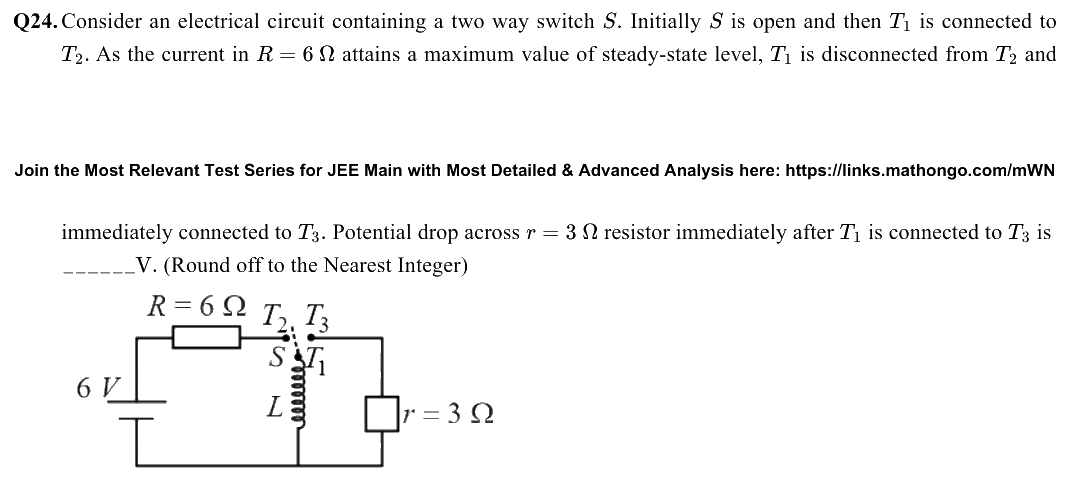 Q24. Consider an electrical circuit containing a two way switch S. Initially S is open and then T₁ is connected to
T₂. As the current in R = 6 Ω attains a maximum value of steady-state level, T₁ is disconnected from T₂ and
Join the Most Relevant Test Series for JEE Main with Most Detailed & Advanced Analysis here: https://links.mathongo.com/mWN
immediately connected to T₃. Potential drop across r = 3 Ω resistor immediately after T₁ is connected to T₃ is
______V. (Round off to the Nearest Integer)
R = 6 Ω T₂ T₃
S T₁
6 V
L r = 3 Ω